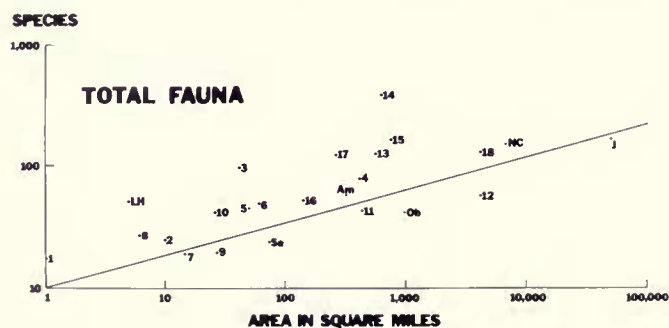 SPECIES
1,000
TOTAL FAUNA
·14
·15
·17 ·13 ·18 ·NC J
100 ·3
·4
·LH Am ·12
·10 5· ·6 ·16 ·11 ·Ob
·8 ·2 ·Se
·1 ·7 ·9
10
1 10 100 1,000 10,000 100,000
AREA IN SQUARE MILES